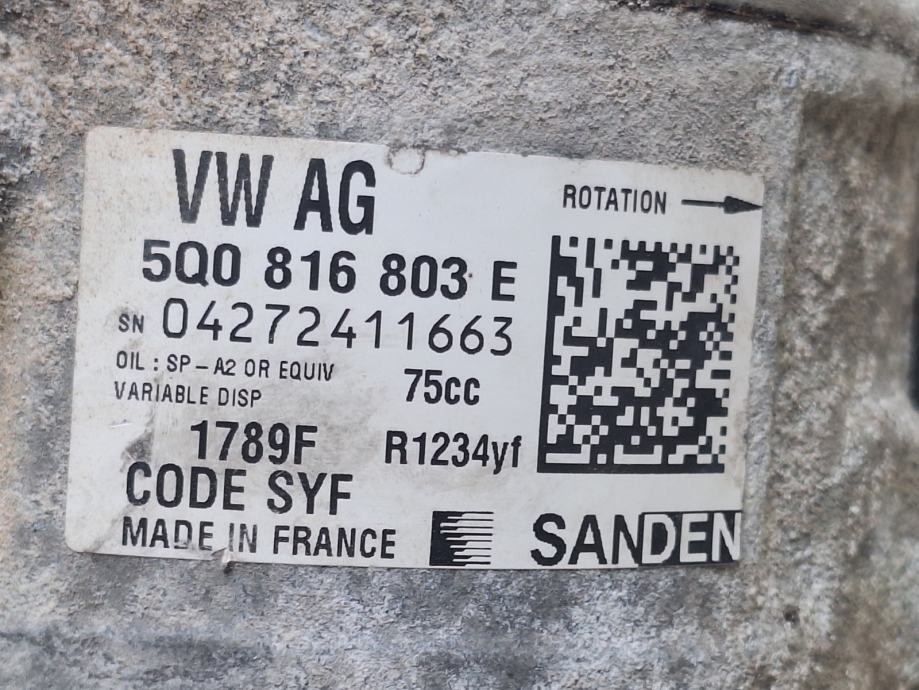 VW AG
ROTATION
5Q0 816 803 E
SN 04272411663
OIL : SP-A2 OR EQUIV 75cc
VARIABLE DISP
1789F R1234yf
CODE SYF
MADE IN FRANCE SANDEN